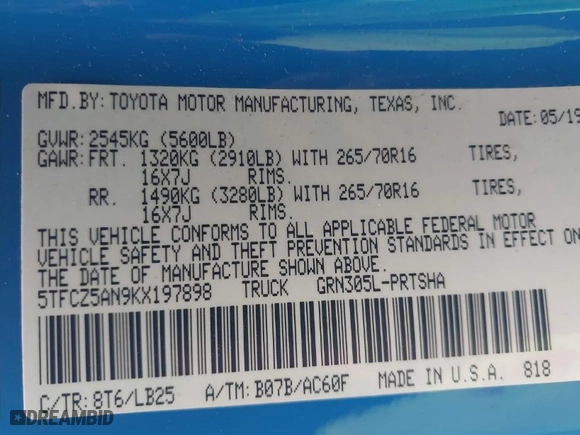 MFD.BY: TOYOTA MOTOR MANUFACTURING, TEXAS, INC.
DATE: 05/19
GVWR: 2545KG (5600LB)
GAWR: FRT. 1320KG (2910LB) WITH 265/70R16 TIRES,
16X7J RIMS.
RR. 1490KG (3280LB) WITH 265/70R16 TIRES,
16X7J RIMS.
THIS VEHICLE CONFORMS TO ALL APPLICABLE FEDERAL MOTOR
VEHICLE SAFETY AND THEFT PREVENTION STANDARDS IN EFFECT ON
THE DATE OF MANUFACTURE SHOWN ABOVE.
5TFCZ5AN9KX197898 TRUCK GRN305L-PRTSHA
C/TR: 8T6/LB25 A/TM: B07B/AC60F MADE IN U.S.A. 818
DREAMBID